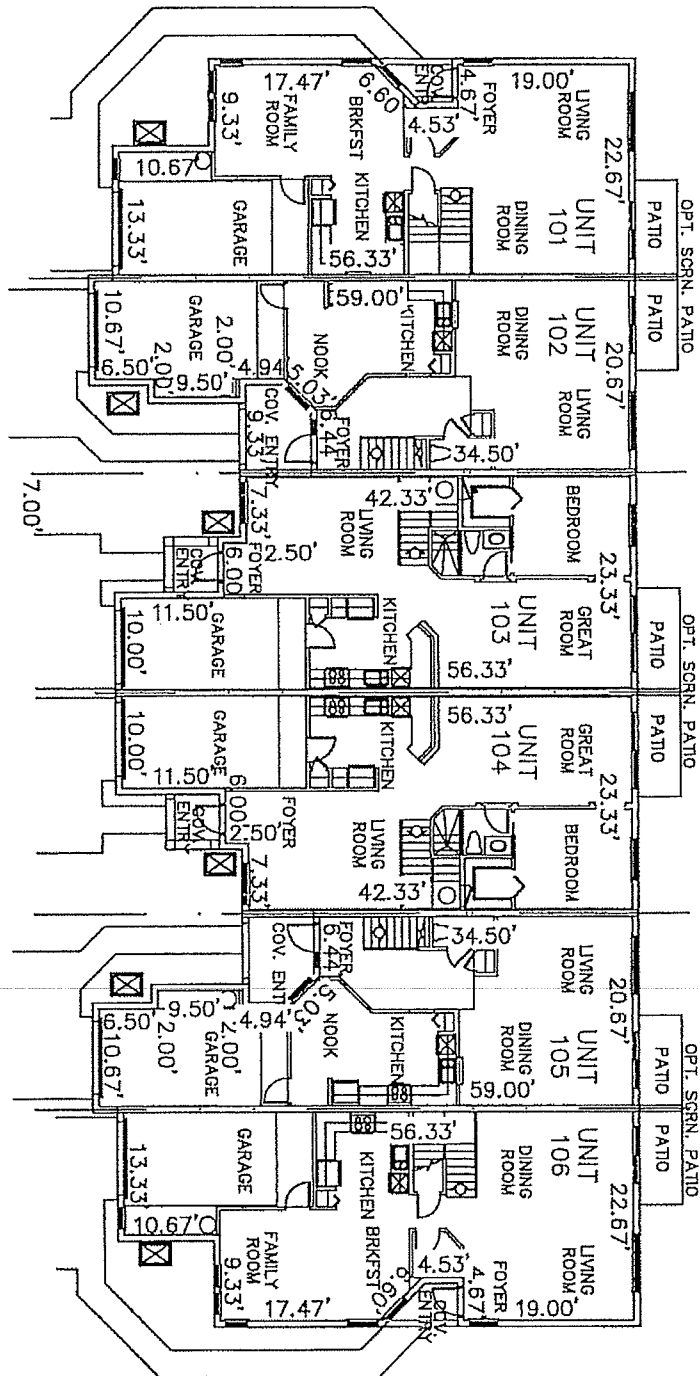 OPT. SCRN. PATIO
PATIO
PATIO
OPT. SCRN. PATIO
PATIO
PATIO
OPT. SCRN. PATIO
PATIO
PATIO
22.67'
LIVING
ROOM
19.00'
UNIT
101
DINING
ROOM
FOYER
4.67'
COV.
ENTRY
4.53'
6.60
BRKFST
KITCHEN
56.33'
17.47'
FAMILY
ROOM
9.33'
10.67'
GARAGE
13.33'
20.67'
UNIT
102
LIVING
ROOM
DINING
ROOM
34.50'
KITCHEN
59.00'
NOOK
5.03'
6.44'
FOYER
COV. ENTRY
9.33'
4.94'
2.00'
GARAGE
9.50'
2.00'
6.50'
10.67'
23.33'
BEDROOM
GREAT
ROOM
UNIT
103
56.33'
42.33'
LIVING
ROOM
KITCHEN
7.33'
2.50'
FOYER
6.00'
COV.
ENTRY
11.50'
GARAGE
10.00'
7.00'
23.33'
GREAT
ROOM
BEDROOM
UNIT
104
56.33'
KITCHEN
LIVING
ROOM
42.33'
FOYER
7.33'
2.50'
6.00'
COV.
ENTRY
GARAGE
11.50'
10.00'
20.67'
LIVING
ROOM
UNIT
105
DINING
ROOM
34.50'
59.00'
KITCHEN
NOOK
5.03'
FOYER
6.44'
COV. ENT
4.94'
2.00'
GARAGE
9.50'
2.00'
6.50'
10.67'
22.67'
UNIT
106
LIVING
ROOM
DINING
ROOM
19.00'
FOYER
4.67'
COV.
ENTRY
4.53'
56.33'
KITCHEN
BRKFST
FAMILY
ROOM
17.47'
9.33'
10.67'
GARAGE
13.33'